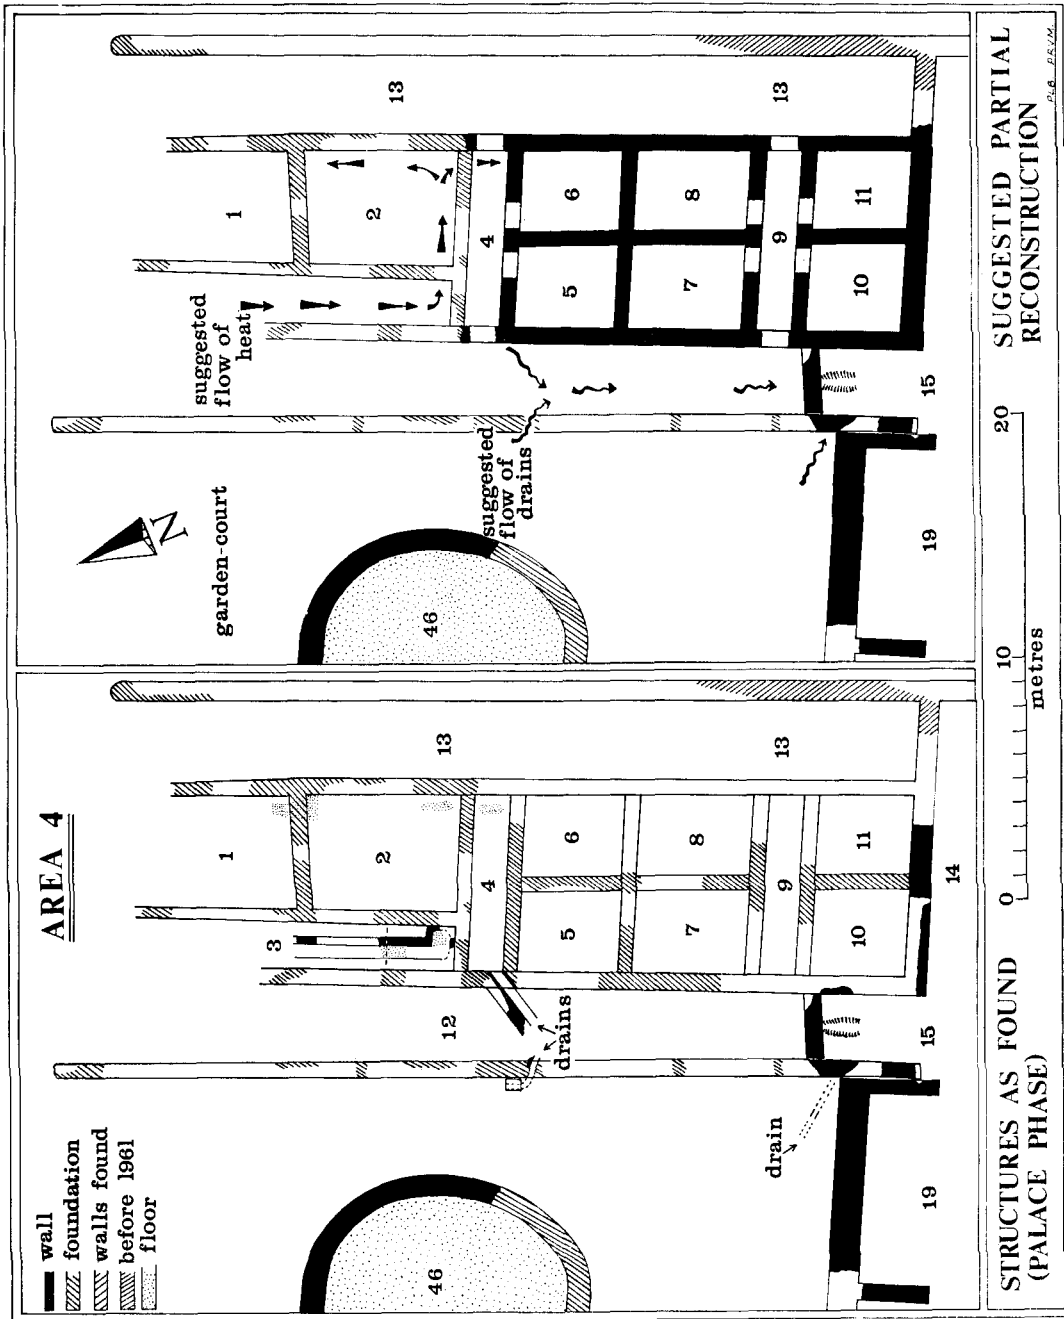 AREA 4
wall
foundation
walls found
before 1961
floor
1
2
3
4
5
6
7
8
9
10
11
12
13
13
14
15
19
46
drains
drain
STRUCTURES AS FOUND
(PALACE PHASE)
0
10
20
metres
garden-court
N
suggested
flow of
heat
suggested
flow of
drains
1
2
4
5
6
7
8
9
10
11
13
13
15
19
46
SUGGESTED PARTIAL
RECONSTRUCTION